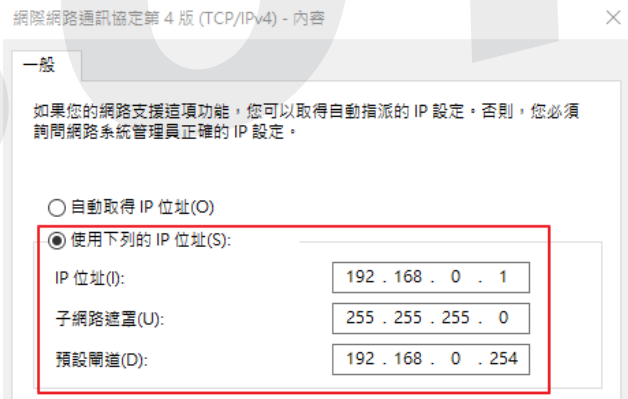 網際網路通訊協定第 4 版 (TCP/IPv4) - 內容
一般
如果您的網路支援這項功能，您可以取得自動指派的 IP 設定。否則，您必須
詢問網路系統管理員正確的 IP 設定。
自動取得 IP 位址(O)
使用下列的 IP 位址(S):
IP 位址(I): 192 . 168 . 0 . 1
子網路遮罩(U): 255 . 255 . 255 . 0
預設閘道(D): 192 . 168 . 0 . 254